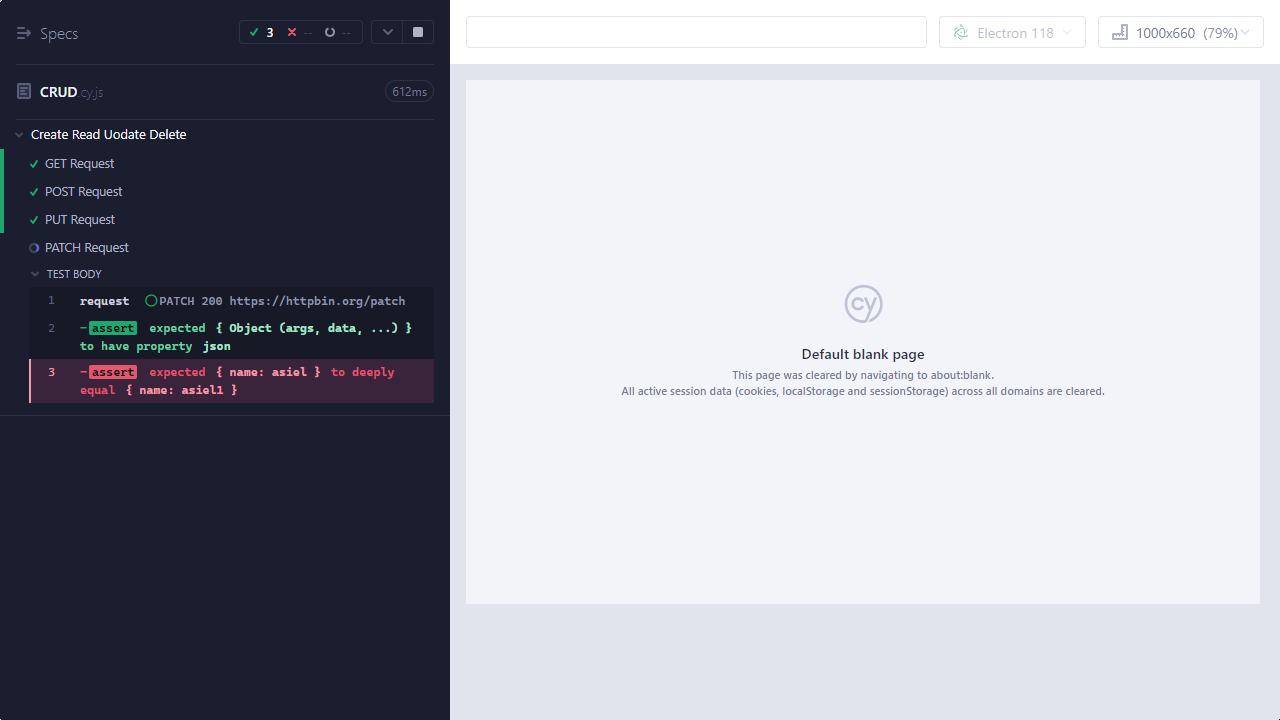 Specs
3 -- --
CRUD cy.js 612ms
Create Read Uodate Delete
GET Request
POST Request
PUT Request
PATCH Request
TEST BODY
1 request PATCH 200 https://httpbin.org/patch
2 -assert expected { Object (args, data, ...) }
to have property json
3 -assert expected { name: asiel } to deeply
equal { name: asiel1 }
Electron 118
1000x660 (79%)
cy
Default blank page
This page was cleared by navigating to about:blank.
All active session data (cookies, localStorage and sessionStorage) across all domains are cleared.